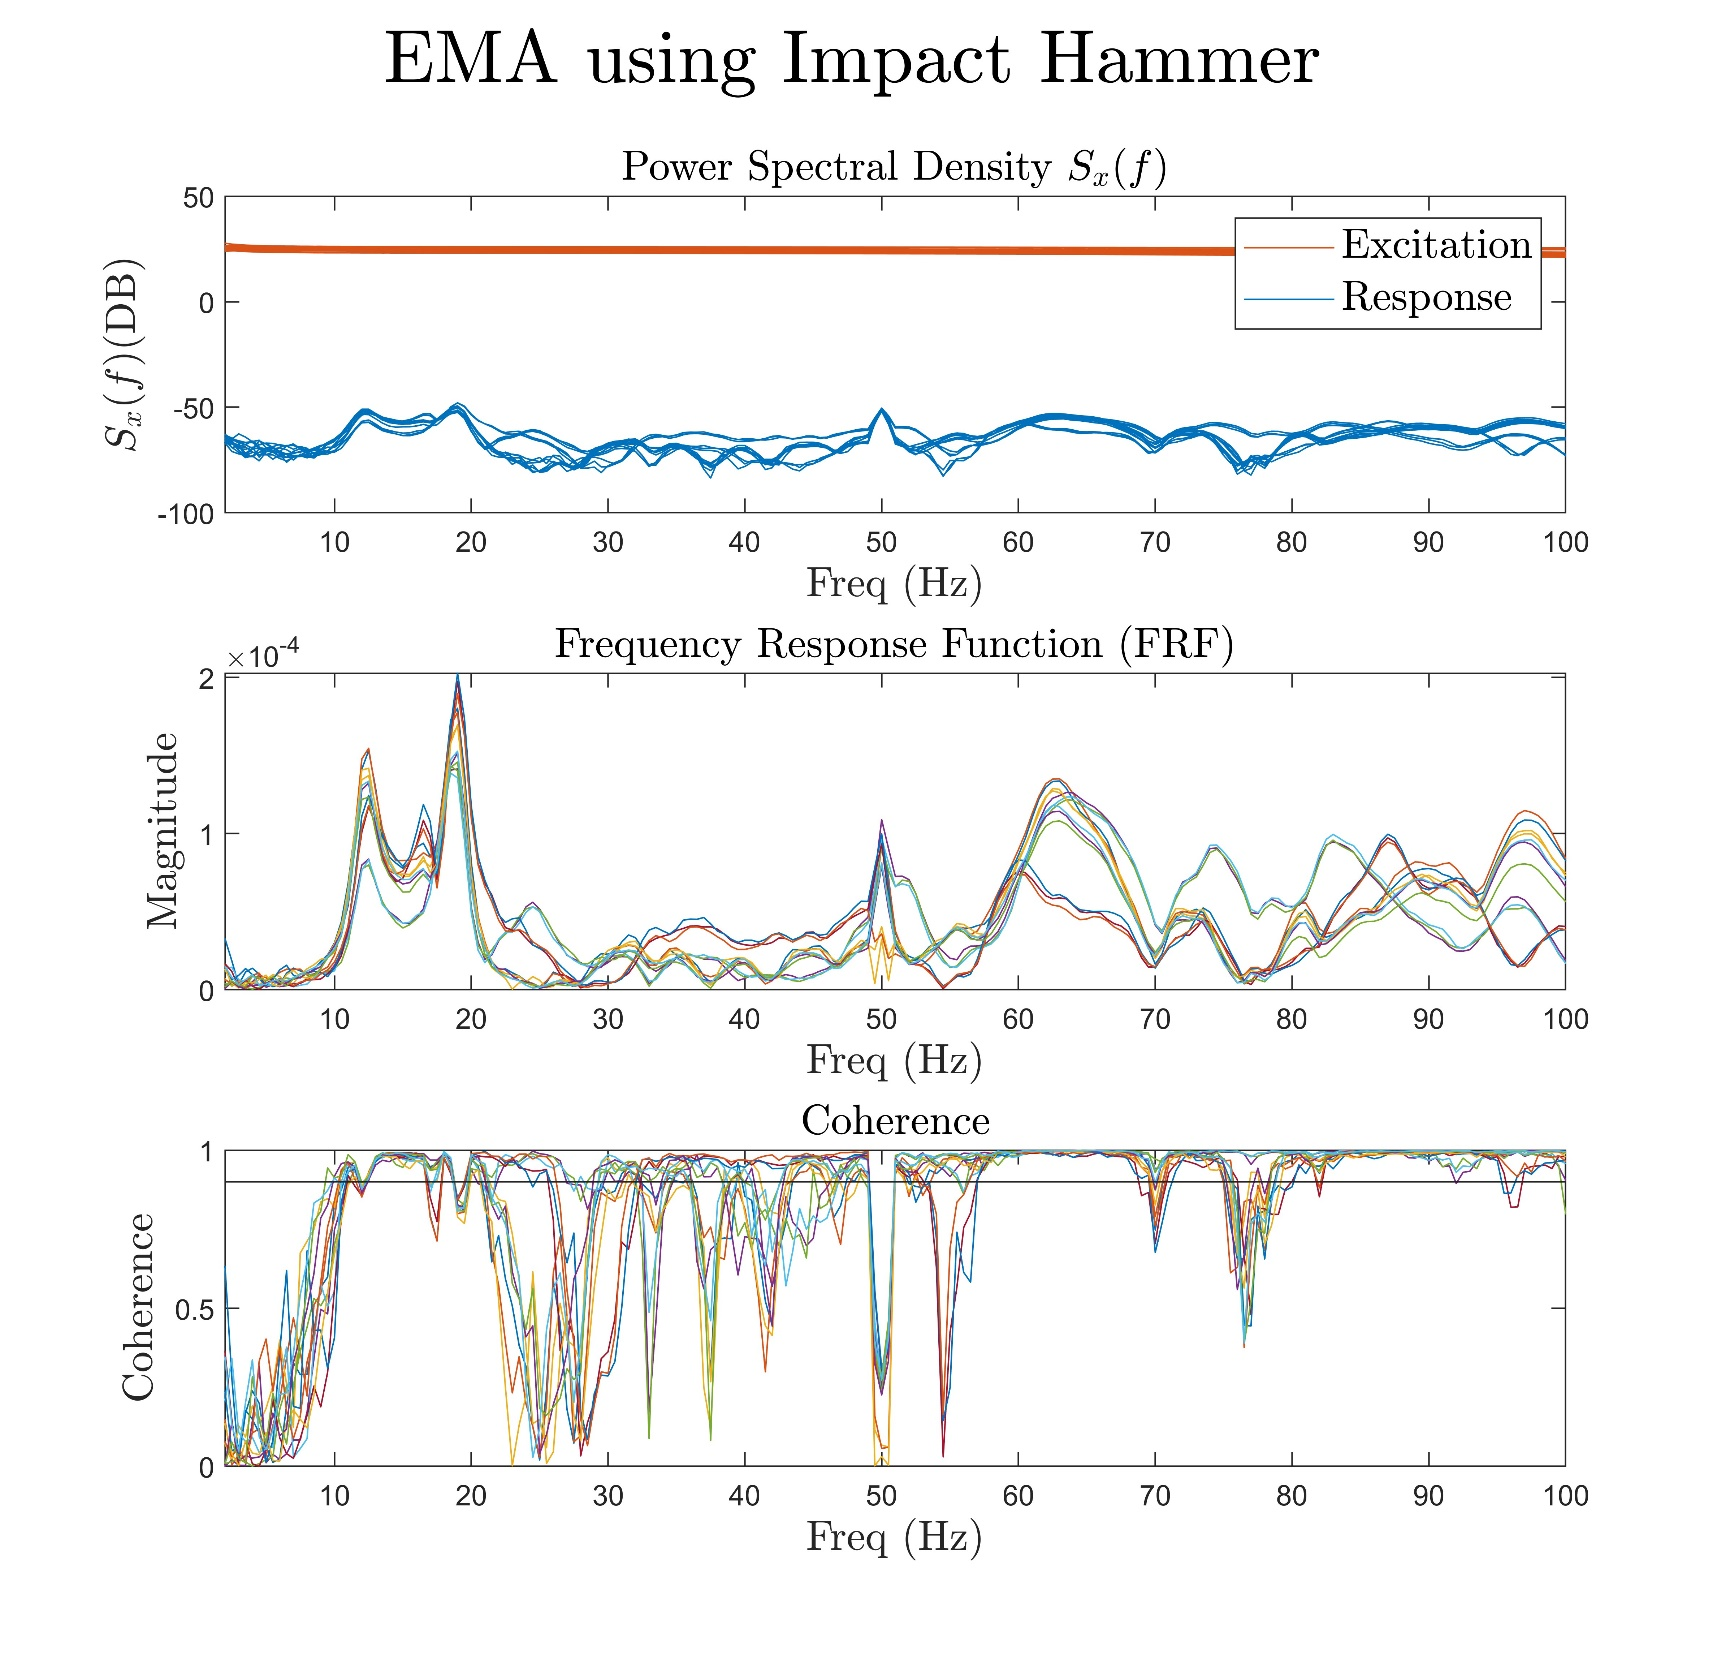 EMA using Impact Hammer
Power Spectral Density Sₓ(f)
50
0
-50
-100
Sₓ(f)(DB)
Excitation
Response
10 20 30 40 50 60 70 80 90 100
Freq (Hz)
Frequency Response Function (FRF)
×10⁻⁴
2
1
0
Magnitude
10 20 30 40 50 60 70 80 90 100
Freq (Hz)
Coherence
1
0.5
0
Coherence
10 20 30 40 50 60 70 80 90 100
Freq (Hz)